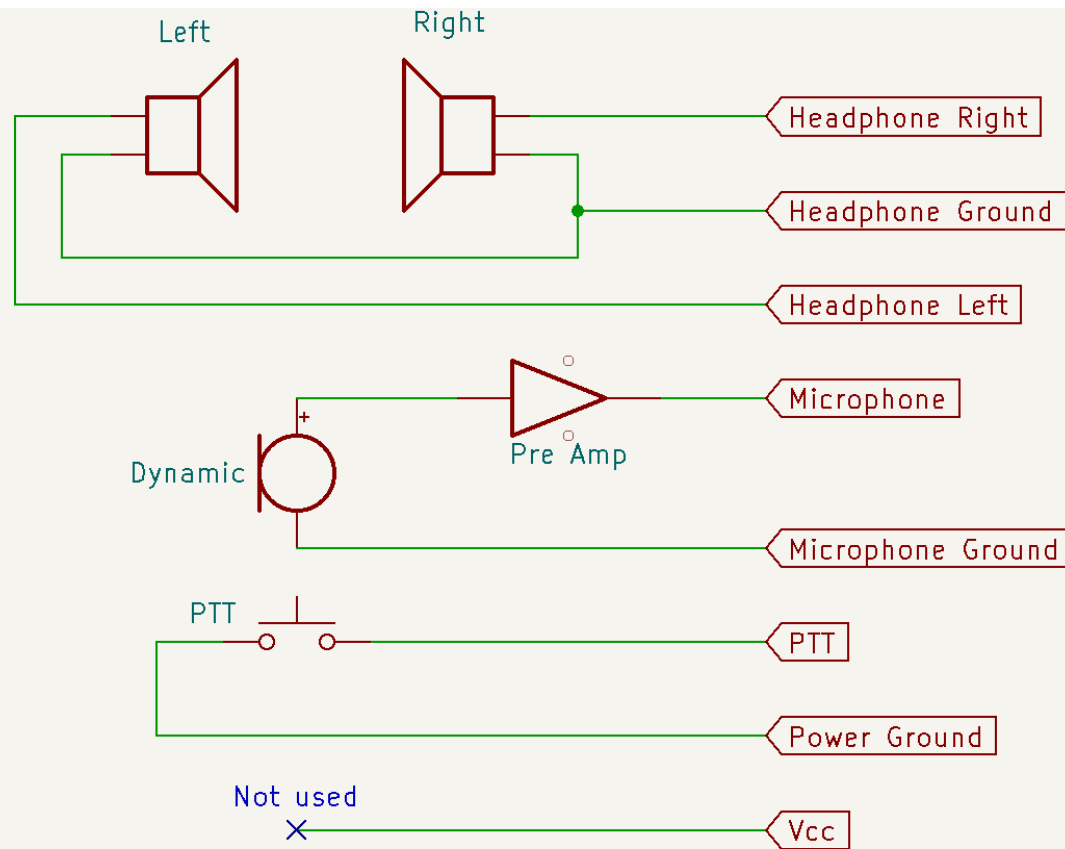 Left
Right
Headphone Right
Headphone Ground
Headphone Left
Microphone
+
Pre Amp
Dynamic
Microphone Ground
PTT
PTT
Power Ground
Not used
Vcc